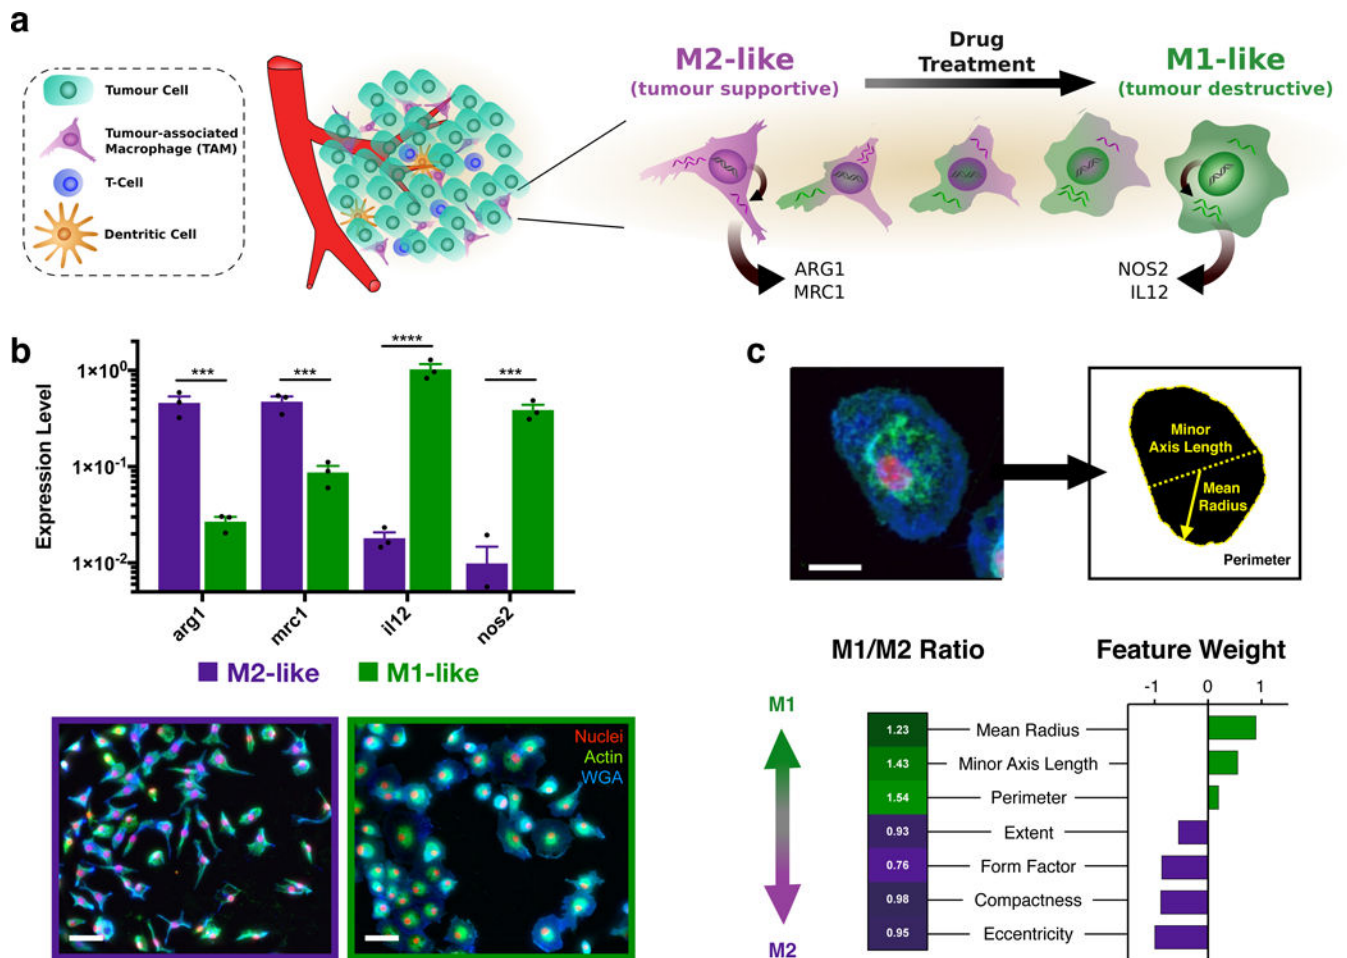 a
Tumour Cell
Tumour-associated
Macrophage (TAM)
T-Cell
Dentritic Cell
M2-like
(tumour supportive)
Drug
Treatment
M1-like
(tumour destructive)
ARG1
MRC1
NOS2
IL12
b
Expression Level
1×10⁰
1×10⁻¹
1×10⁻²
***
***
****
***
arg1
mrc1
il12
nos2
M2-like
M1-like
Nuclei
Actin
WGA
c
Minor
Axis Length
Mean
Radius
Perimeter
M1/M2 Ratio
Feature Weight
-1 0 1
M1
1.23 Mean Radius
1.43 Minor Axis Length
1.54 Perimeter
0.93 Extent
0.76 Form Factor
0.98 Compactness
0.95 Eccentricity
M2